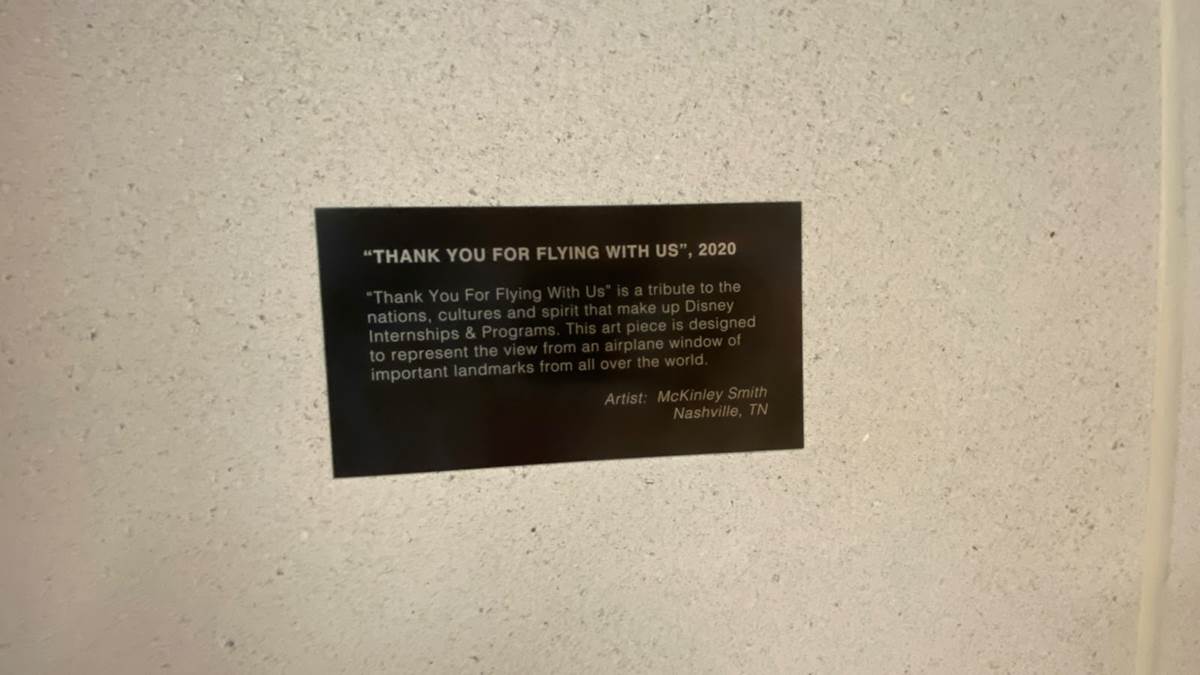 “THANK YOU FOR FLYING WITH US”, 2020
“Thank You For Flying With Us” is a tribute to the
nations, cultures and spirit that make up Disney
Internships & Programs. This art piece is designed
to represent the view from an airplane window of
important landmarks from all over the world.
Artist: McKinley Smith
Nashville, TN